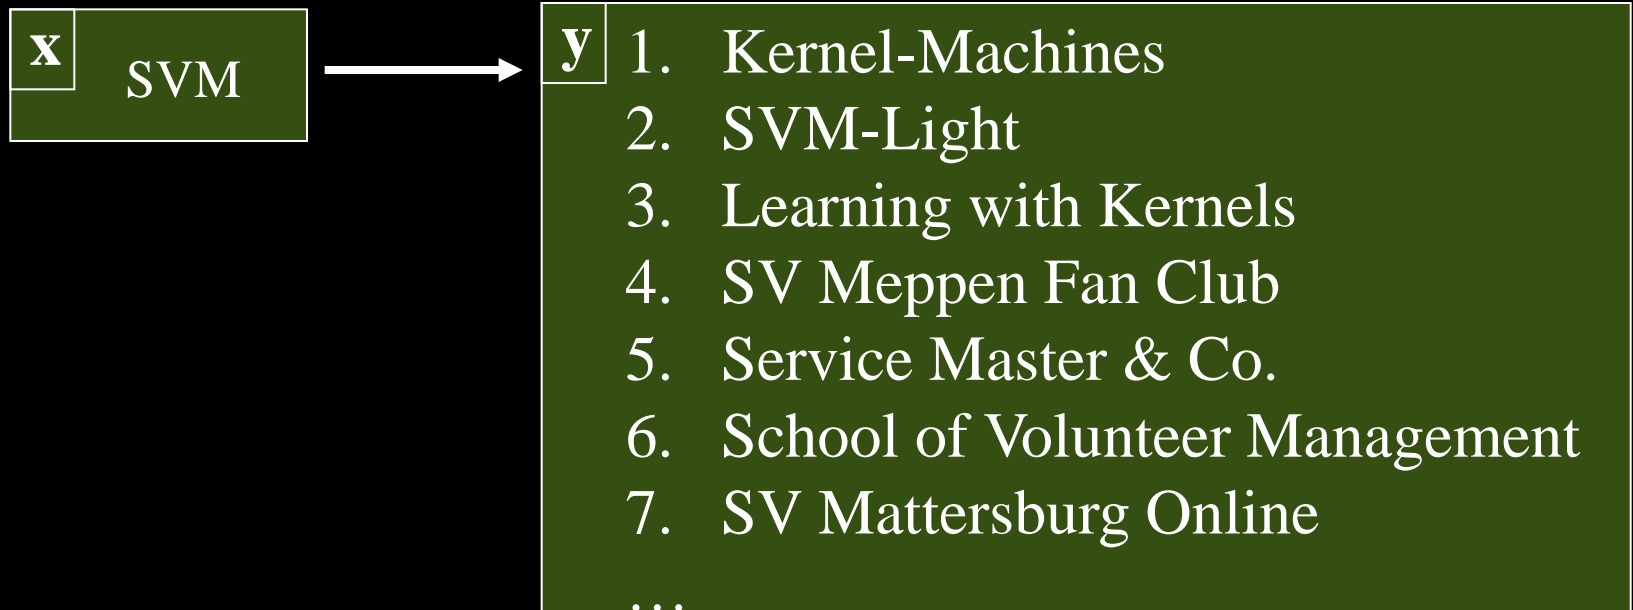 x
SVM
y
1. Kernel-Machines
2. SVM-Light
3. Learning with Kernels
4. SV Meppen Fan Club
5. Service Master & Co.
6. School of Volunteer Management
7. SV Mattersburg Online
…